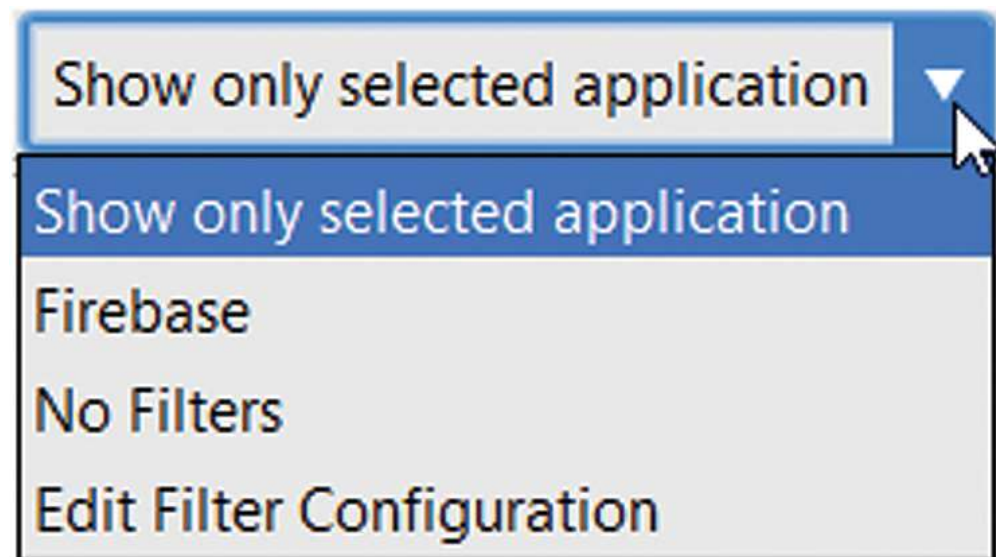 Show only selected application
Show only selected application
Firebase
No Filters
Edit Filter Configuration